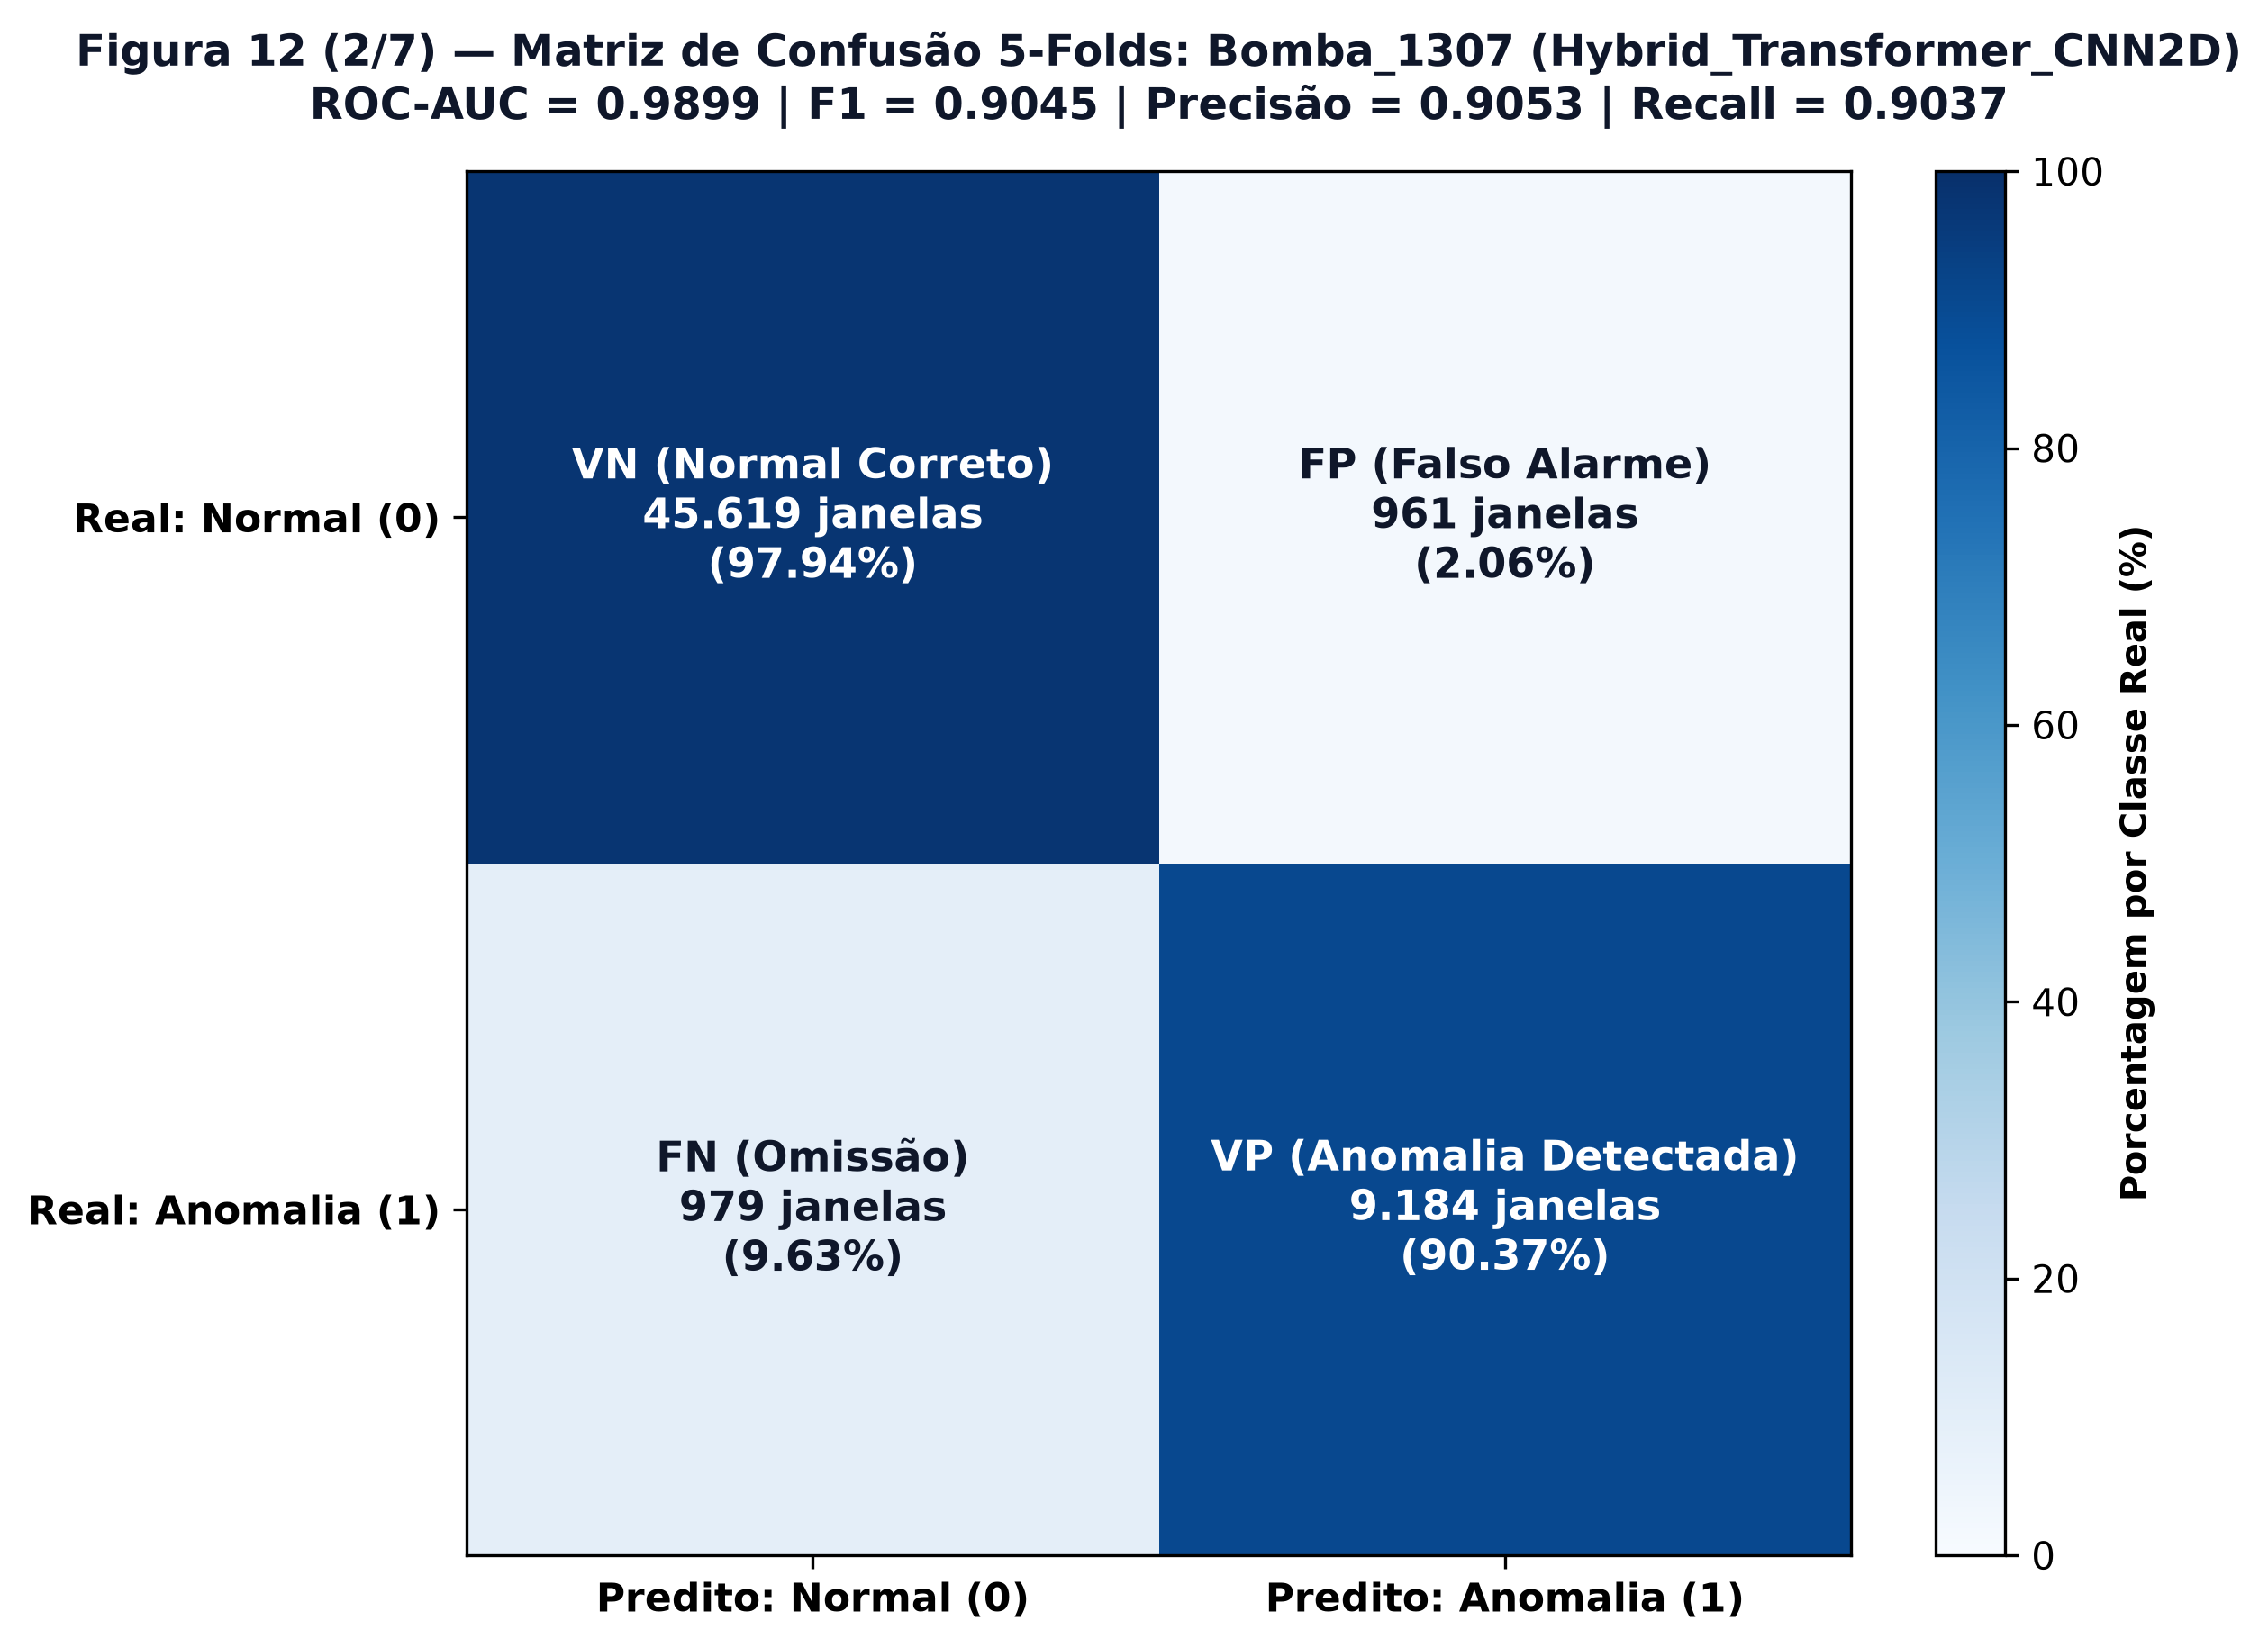 Figura 12 (2/7) — Matriz de Confusão 5-Folds: Bomba_1307 (Hybrid_Transformer_CNN2D)
ROC-AUC = 0.9899 | F1 = 0.9045 | Precisão = 0.9053 | Recall = 0.9037
Real: Normal (0)
VN (Normal Correto)
45.619 janelas
(97.94%)
FP (Falso Alarme)
961 janelas
(2.06%)
Real: Anomalia (1)
FN (Omissão)
979 janelas
(9.63%)
VP (Anomalia Detectada)
9.184 janelas
(90.37%)
Predito: Normal (0)
Predito: Anomalia (1)
100
80
60
40
20
0
Porcentagem por Classe Real (%)